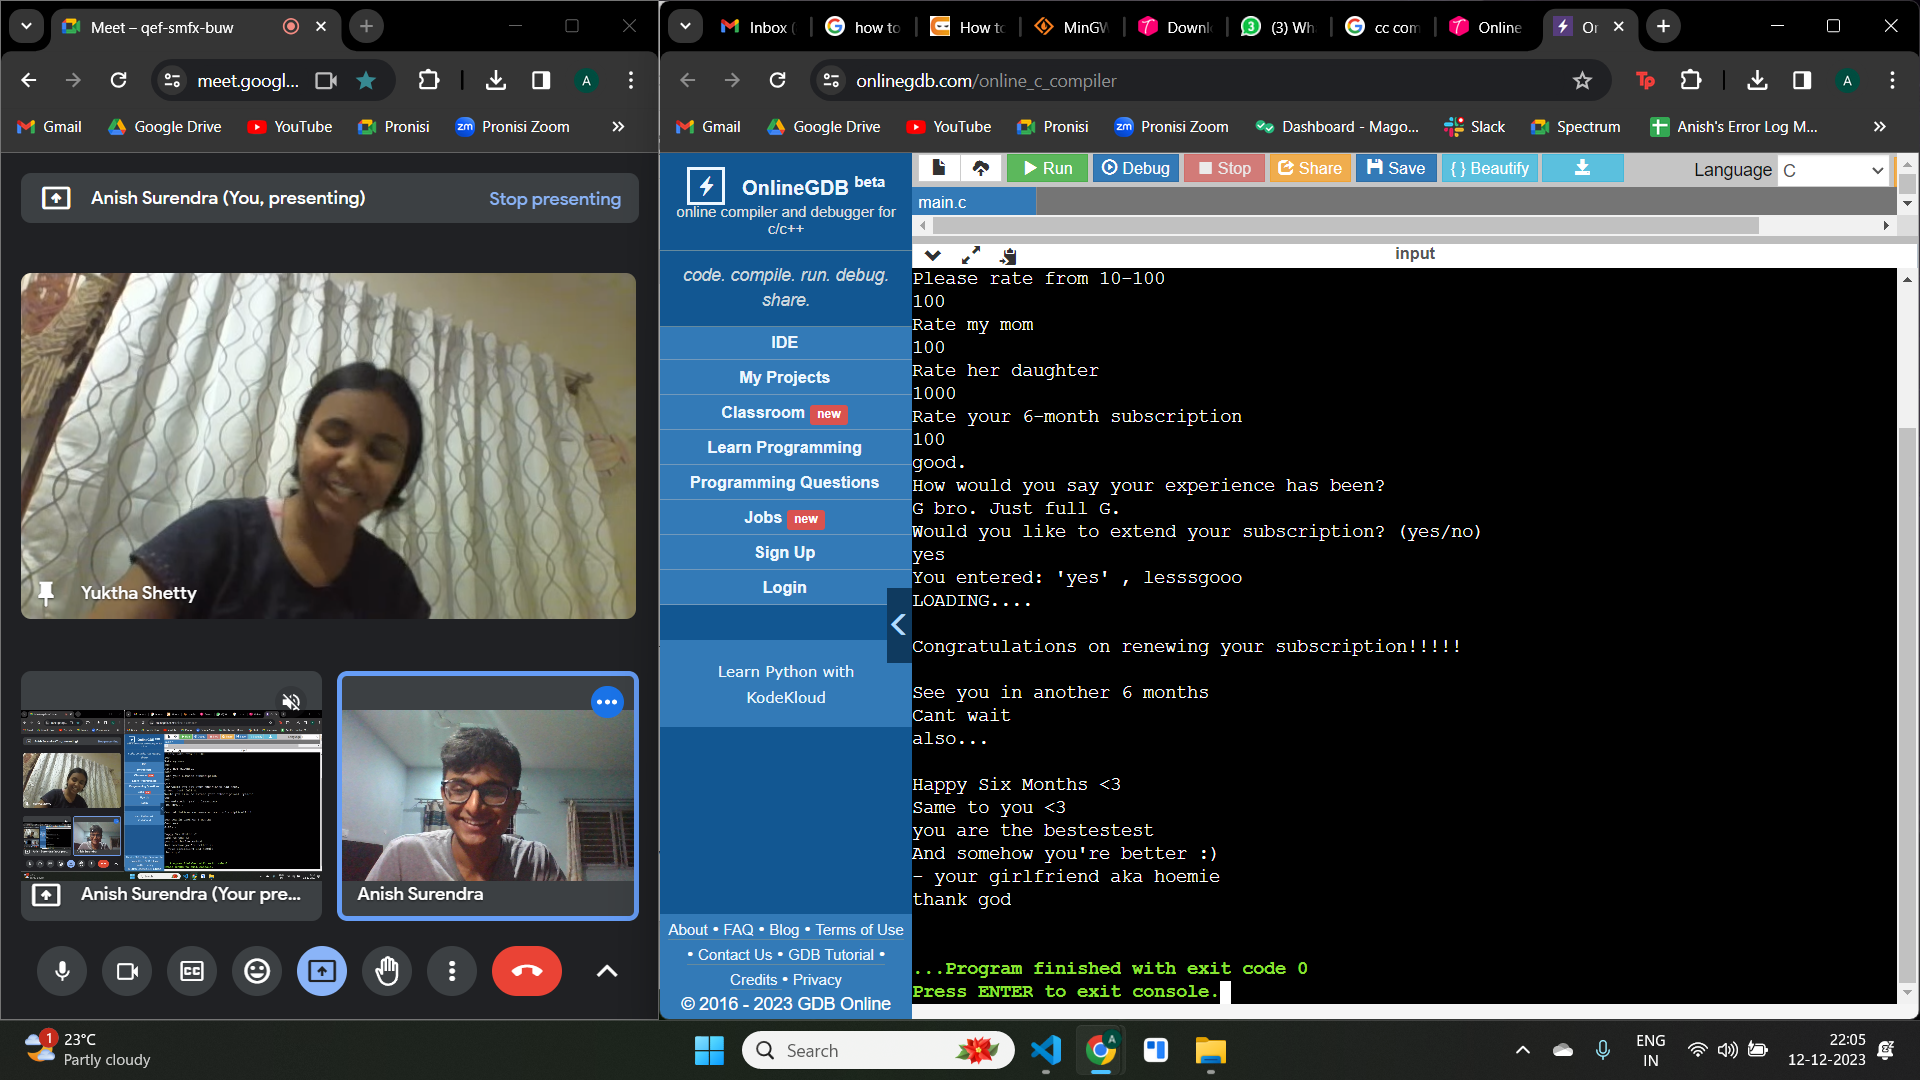 Meet – qef-smfx-buw
Inbox (
how to
How to
MinGW
Downl
(3) Wh
cc com
Online
On
meet.googl...
A
onlinegdb.com/online_c_compiler
Tp
A
Gmail
Google Drive
YouTube
Pronisi
zm
Pronisi Zoom
»
Gmail
Google Drive
YouTube
Pronisi
zm
Pronisi Zoom
Dashboard - Mago...
Slack
Spectrum
Anish's Error Log M...
»
Anish Surendra (You, presenting)
Stop presenting
Yuktha Shetty
Anish Surendra (Your pre...
Anish Surendra
CC
OnlineGDB beta
online compiler and debugger for
c/c++
code. compile. run. debug.
share.
IDE
My Projects
Classroom new
Learn Programming
Programming Questions
Jobs new
Sign Up
Login
Learn Python with
KodeKloud
About • FAQ • Blog • Terms of Use
• Contact Us • GDB Tutorial •
Credits • Privacy
© 2016 - 2023 GDB Online
Run
Debug
Stop
Share
Save
{ } Beautify
Language
C
main.c
input
Please rate from 10-100
100
Rate my mom
100
Rate her daughter
1000
Rate your 6-month subscription
100
good.
How would you say your experience has been?
G bro. Just full G.
Would you like to extend your subscription? (yes/no)
yes
You entered: 'yes' , lesssgooo
LOADING....
Congratulations on renewing your subscription!!!!!
See you in another 6 months
Cant wait
also...
Happy Six Months <3
Same to you <3
you are the bestestest
And somehow you're better :)
- your girlfriend aka hoemie
thank god
...Program finished with exit code 0
Press ENTER to exit console.
1
23°C
Partly cloudy
Search
A
ENG
IN
22:05
12-12-2023